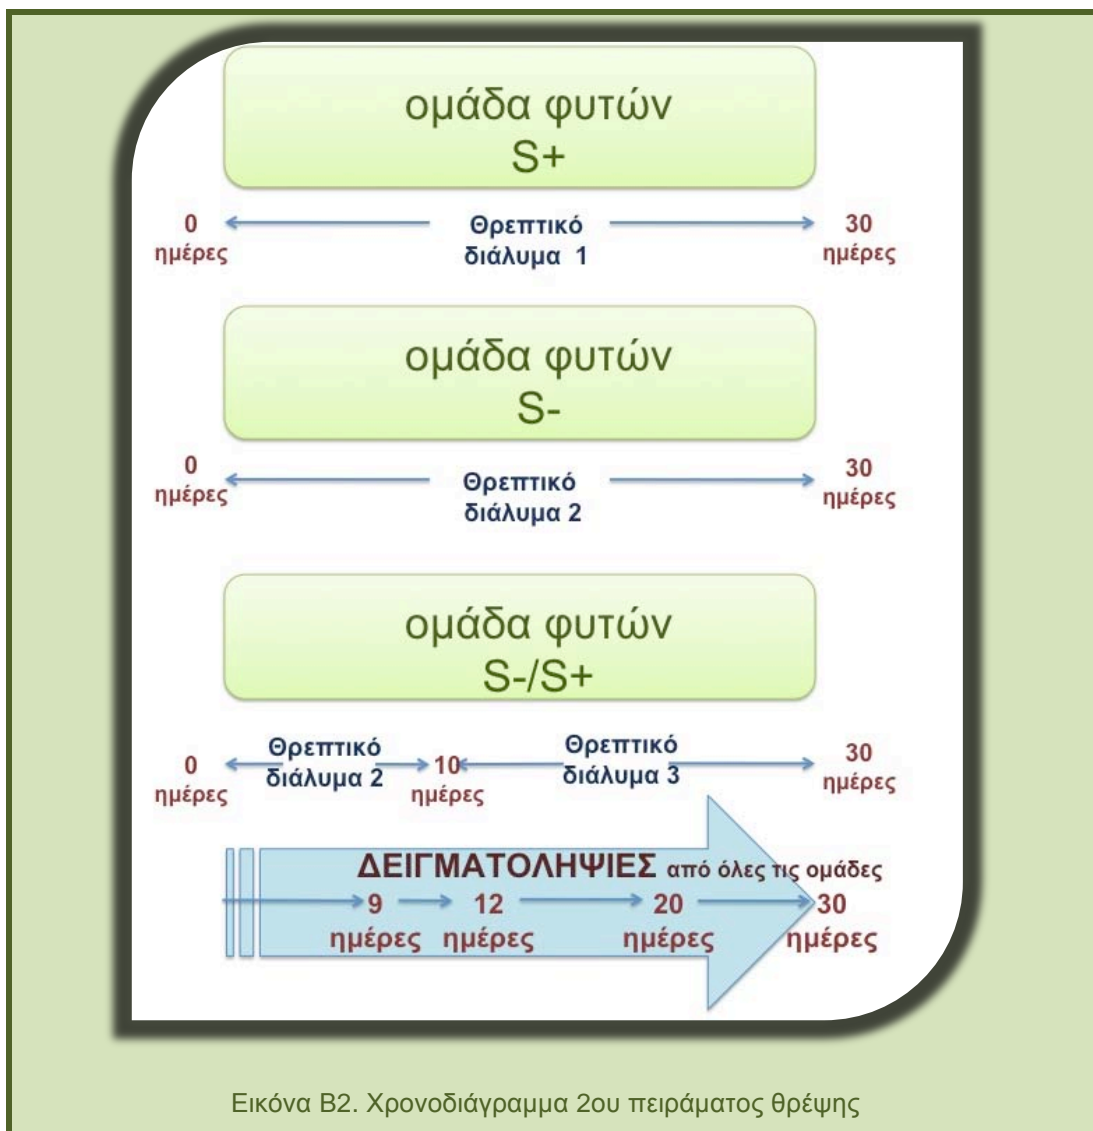 ομάδα φυτών
S+
0
ημέρες
Θρεπτικό
διάλυμα 1
30
ημέρες
ομάδα φυτών
S-
0
ημέρες
Θρεπτικό
διάλυμα 2
30
ημέρες
ομάδα φυτών
S-/S+
0
ημέρες
Θρεπτικό
διάλυμα 2
10
ημέρες
Θρεπτικό
διάλυμα 3
30
ημέρες
ΔΕΙΓΜΑΤΟΛΗΨΙΕΣ από όλες τις ομάδες
9
ημέρες
12
ημέρες
20
ημέρες
30
ημέρες
Εικόνα Β2. Χρονοδιάγραμμα 2ου πειράματος θρέψης